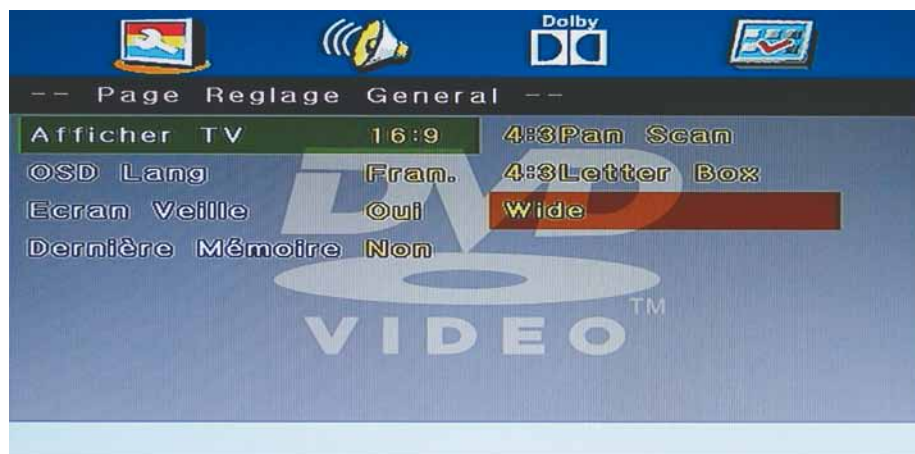 Dolby
-- Page Reglage General --
Afficher TV 16:9 4:3Pan Scan
OSD Lang Fran. 4:3Letter Box
Ecran Veille Oui Wide
Dernière Mémoire Non
DVD
VIDEO TM